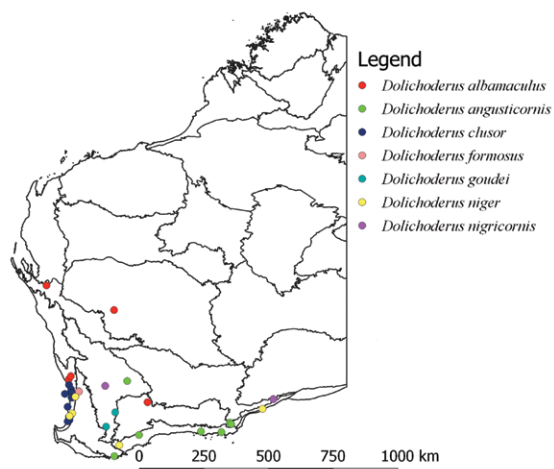 Legend
Dolichoderus albamaculus
Dolichoderus angusticornis
Dolichoderus clusor
Dolichoderus formosus
Dolichoderus goudei
Dolichoderus niger
Dolichoderus nigricornis
0 250 500 750 1000 km